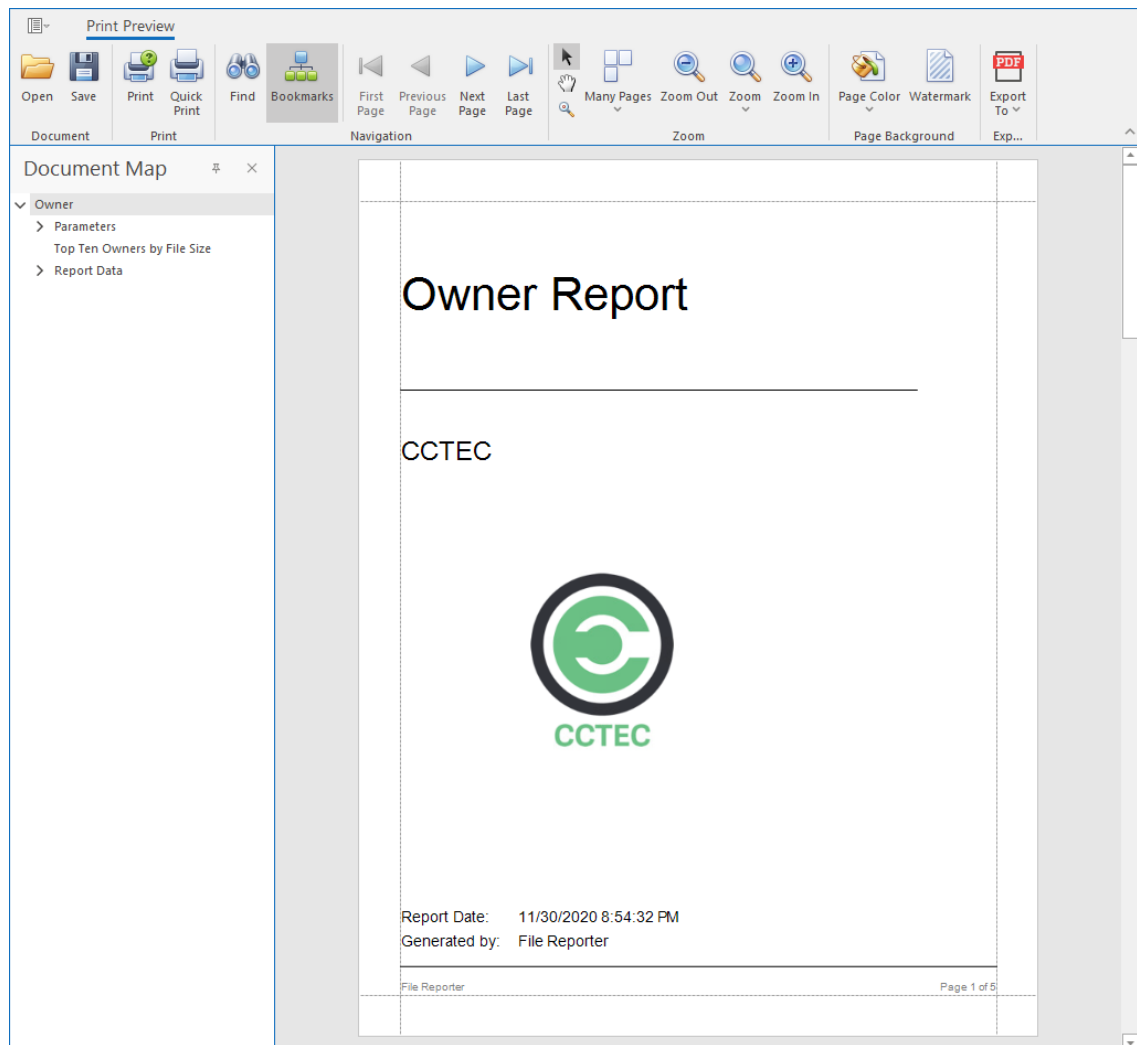 Print Preview
Open Save Print Quick Print Find Bookmarks First Page Previous Page Next Page Last Page Many Pages Zoom Out Zoom Zoom In Page Color Watermark PDF Export To
Document Print Navigation Zoom Page Background Exp...
Document Map
Owner
Parameters
Top Ten Owners by File Size
Report Data
Owner Report
CCTEC
CCTEC
Report Date: 11/30/2020 8:54:32 PM
Generated by: File Reporter
File Reporter Page 1 of 5